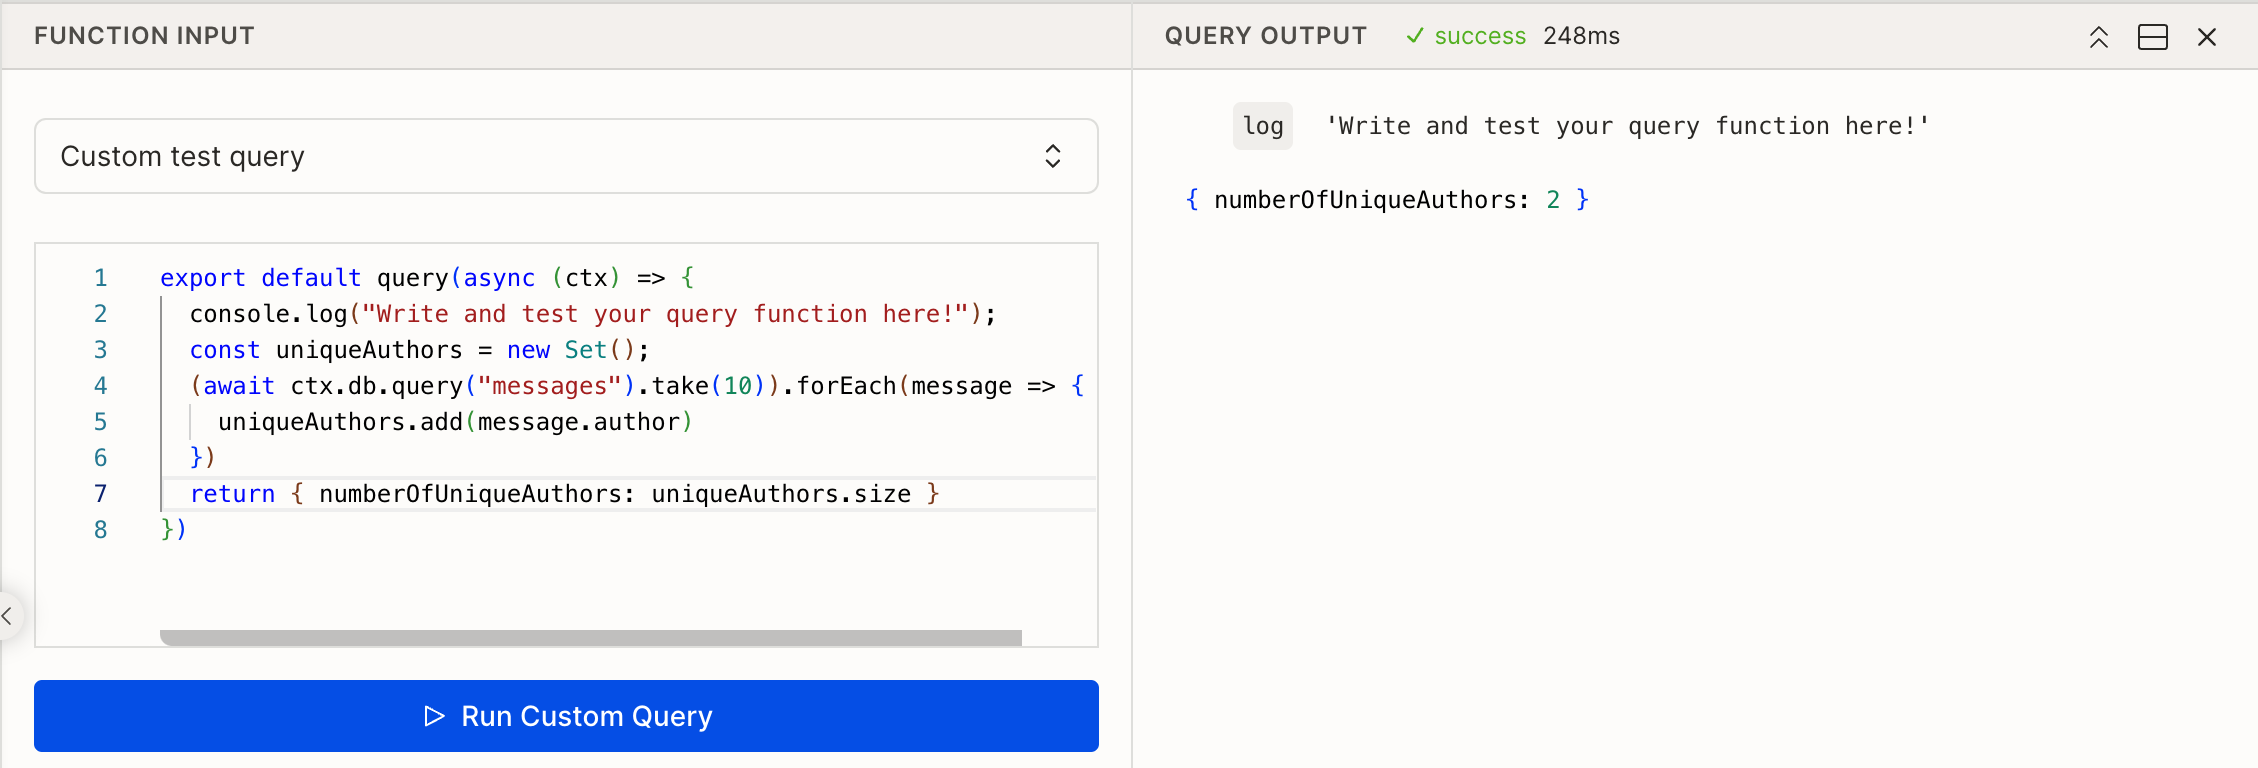 FUNCTION INPUT
Custom test query
1 export default query(async (ctx) => {
2   console.log("Write and test your query function here!");
3   const uniqueAuthors = new Set();
4   (await ctx.db.query("messages").take(10)).forEach(message => {
5     uniqueAuthors.add(message.author)
6   })
7   return { numberOfUniqueAuthors: uniqueAuthors.size }
8 })
Run Custom Query
QUERY OUTPUT success 248ms
log 'Write and test your query function here!'
{ numberOfUniqueAuthors: 2 }